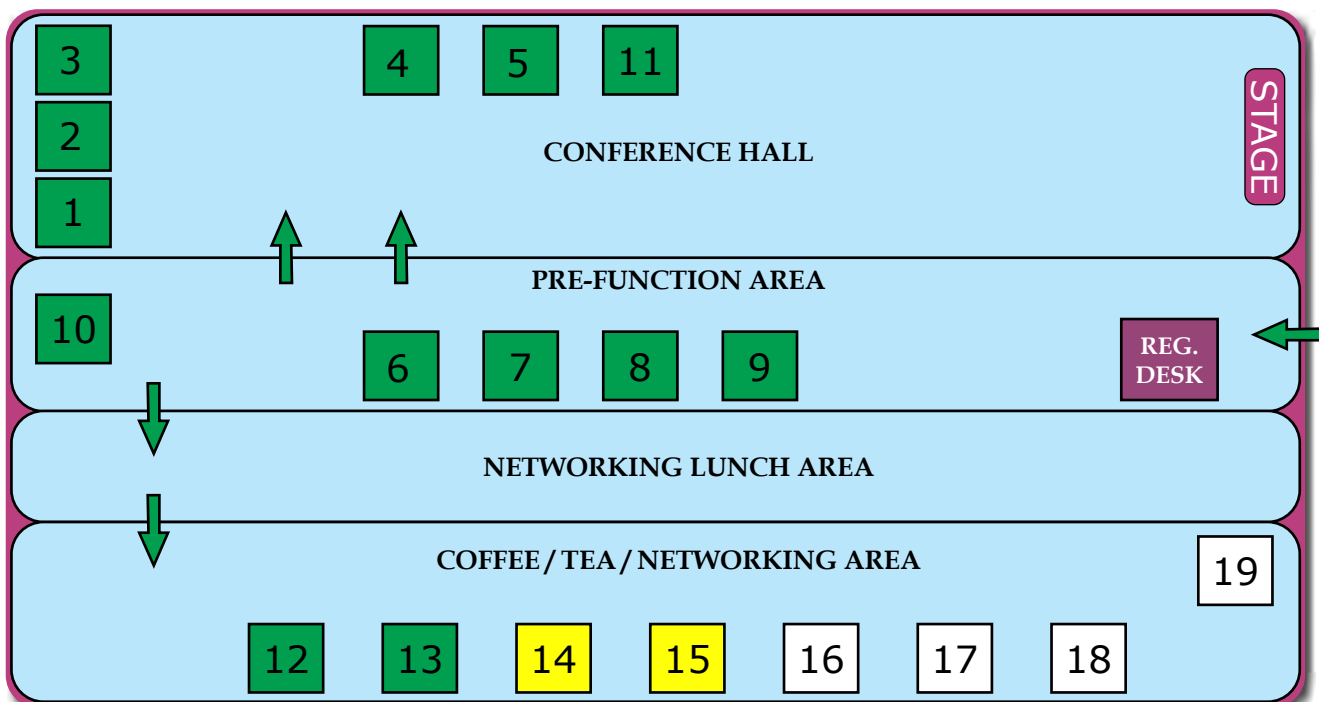 3
4
5
11
STAGE
2
CONFERENCE HALL
1
PRE-FUNCTION AREA
10
6
7
8
9
REG.
DESK
NETWORKING LUNCH AREA
COFFEE / TEA / NETWORKING AREA
19
12
13
14
15
16
17
18